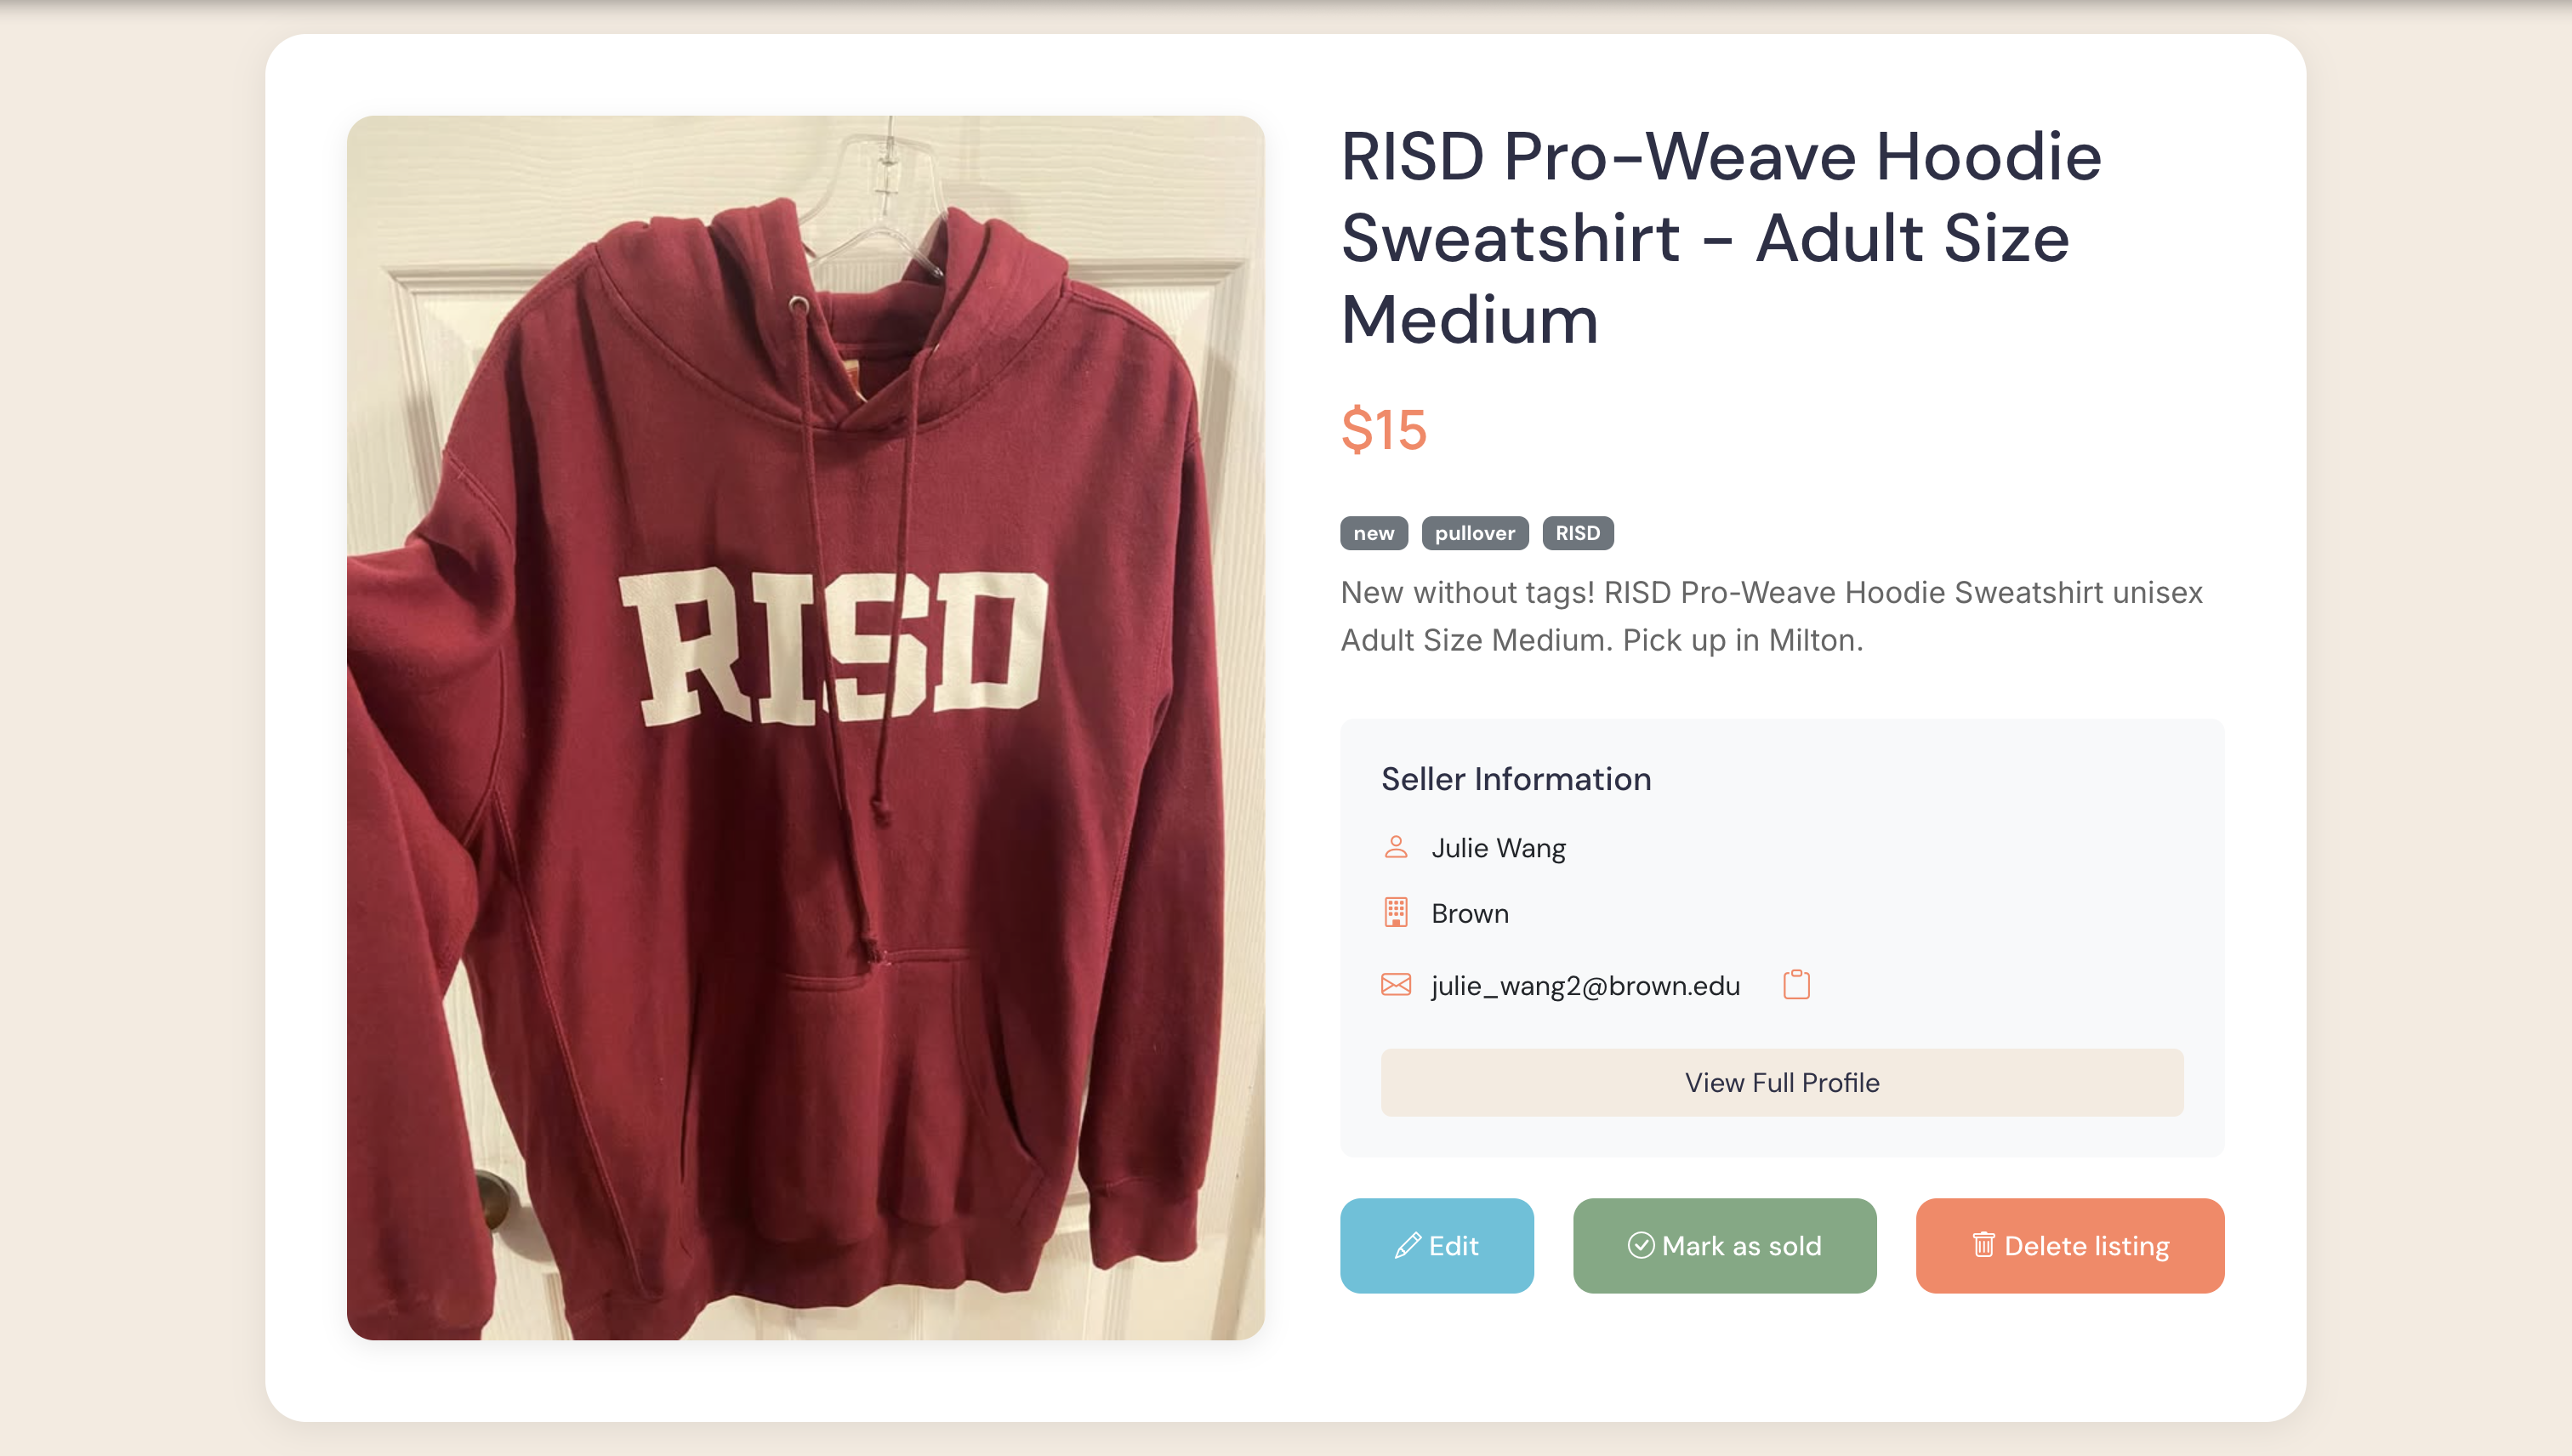 RISD
RISD Pro-Weave Hoodie
Sweatshirt - Adult Size
Medium
$15
new pullover RISD
New without tags! RISD Pro-Weave Hoodie Sweatshirt unisex
Adult Size Medium. Pick up in Milton.
Seller Information
Julie Wang
Brown
julie_wang2@brown.edu
View Full Profile
Edit Mark as sold Delete listing